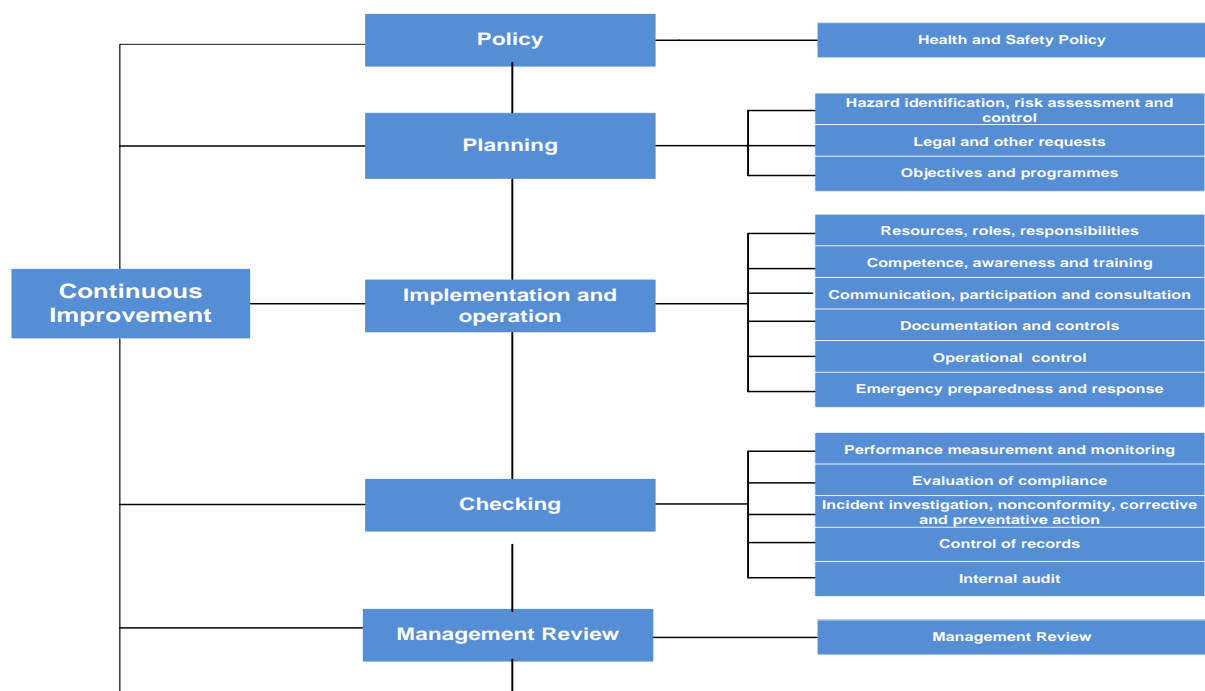 Policy
Health and Safety Policy
Planning
Hazard identification, risk assessment and
control
Legal and other requests
Objectives and programmes
Continuous
Improvement
Implementation and
operation
Resources, roles, responsibilities
Competence, awareness and training
Communication, participation and consultation
Documentation and controls
Operational control
Emergency preparedness and response
Checking
Performance measurement and monitoring
Evaluation of compliance
Incident investigation, nonconformity, corrective
and preventative action
Control of records
Internal audit
Management Review
Management Review